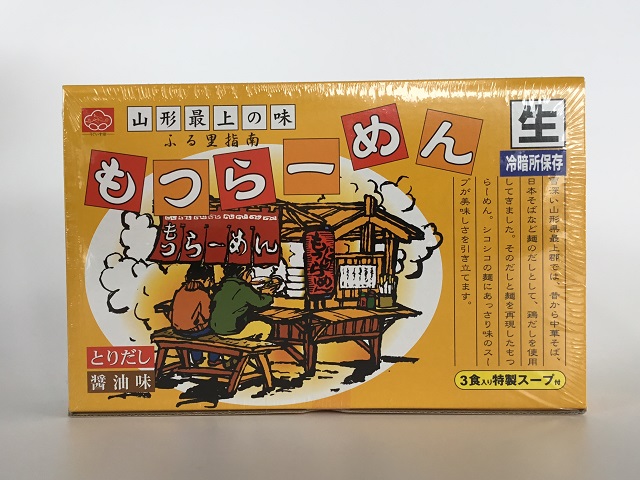 山形最上の味
ふる里指南
もつらーめん
生
冷暗所保存
雪深い山形県最上郡では、昔から中華そば、
日本そばなど麺のだしとして、鶏だしを使用
してきました。そのだしと麺を再現したもつ
らーめん。シコシコの麺にあっさり味のスー
プが美味しさを引き立てます。
もつらーめん
もつらーめん
とりだし
醤油味
3食入り特製スープ付